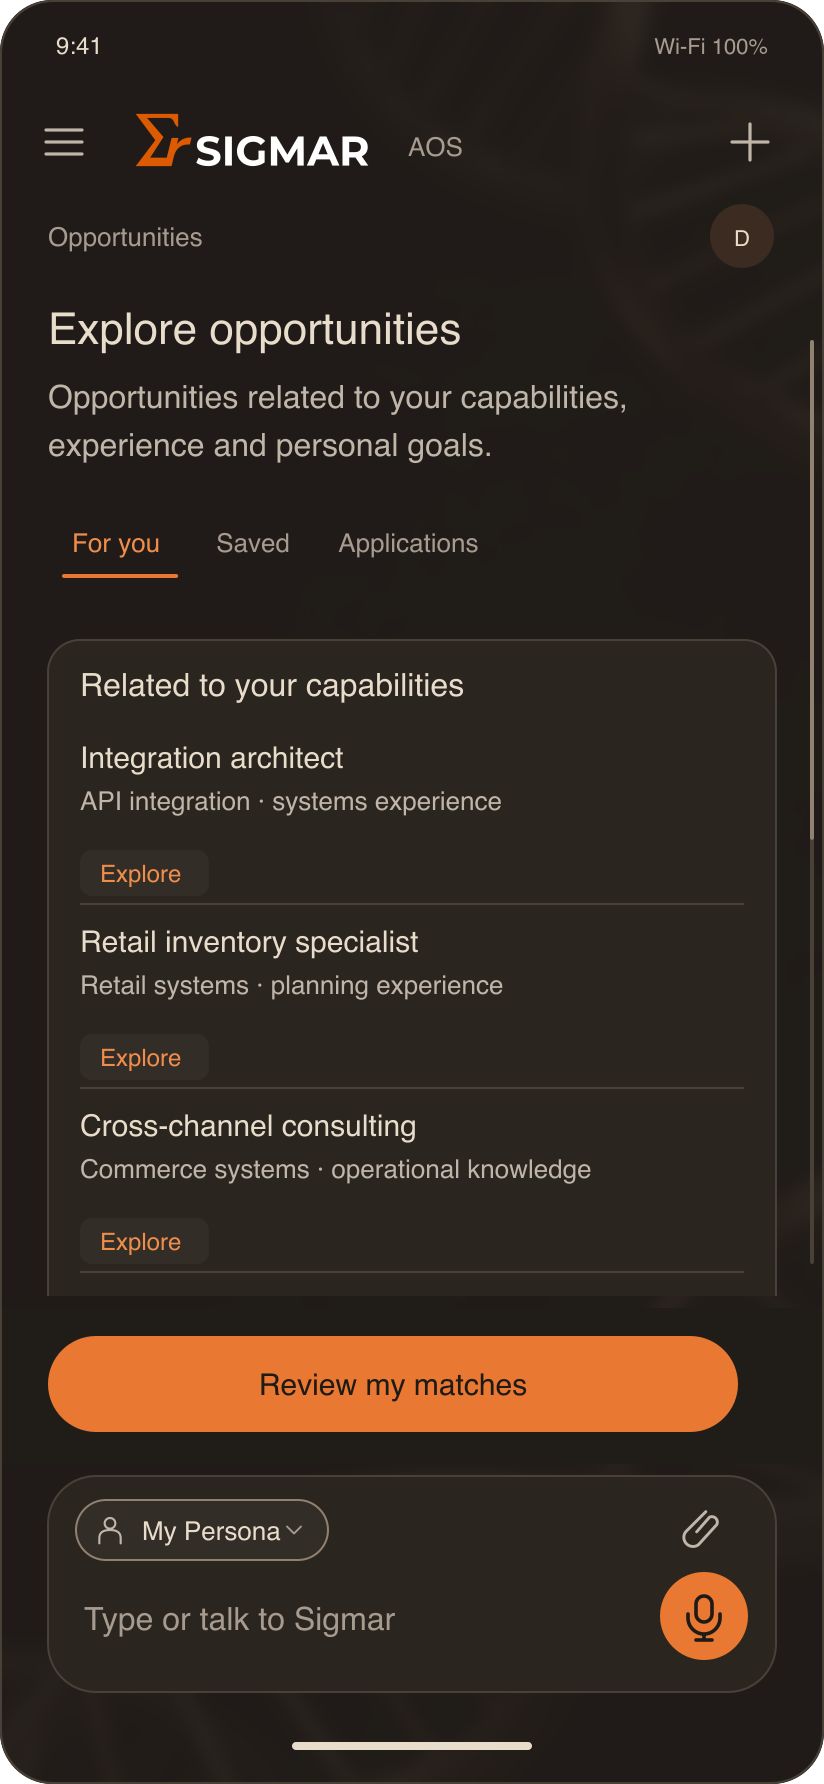 9:41
Wi-Fi 100%
Σr SIGMAR
AOS
Opportunities
D
Explore opportunities
Opportunities related to your capabilities,
experience and personal goals.
For you
Saved
Applications
Related to your capabilities
Integration architect
API integration · systems experience
Explore
Retail inventory specialist
Retail systems · planning experience
Explore
Cross-channel consulting
Commerce systems · operational knowledge
Explore
Review my matches
My Persona
Type or talk to Sigmar